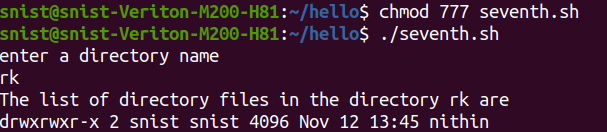 snist@snist-Veriton-M200-H81:~/hello$ chmod 777 seventh.sh
snist@snist-Veriton-M200-H81:~/hello$ ./seventh.sh
enter a directory name
rk
The list of directory files in the directory rk are
drwxrwxr-x 2 snist snist 4096 Nov 12 13:45 nithin